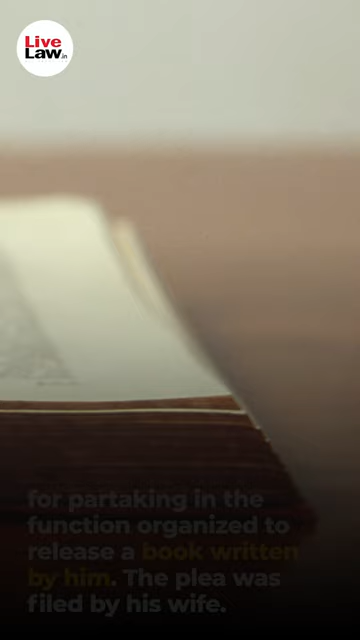 Live
Law.in
for partaking in the
function organized to
release a book written
by him. The plea was
filed by his wife.